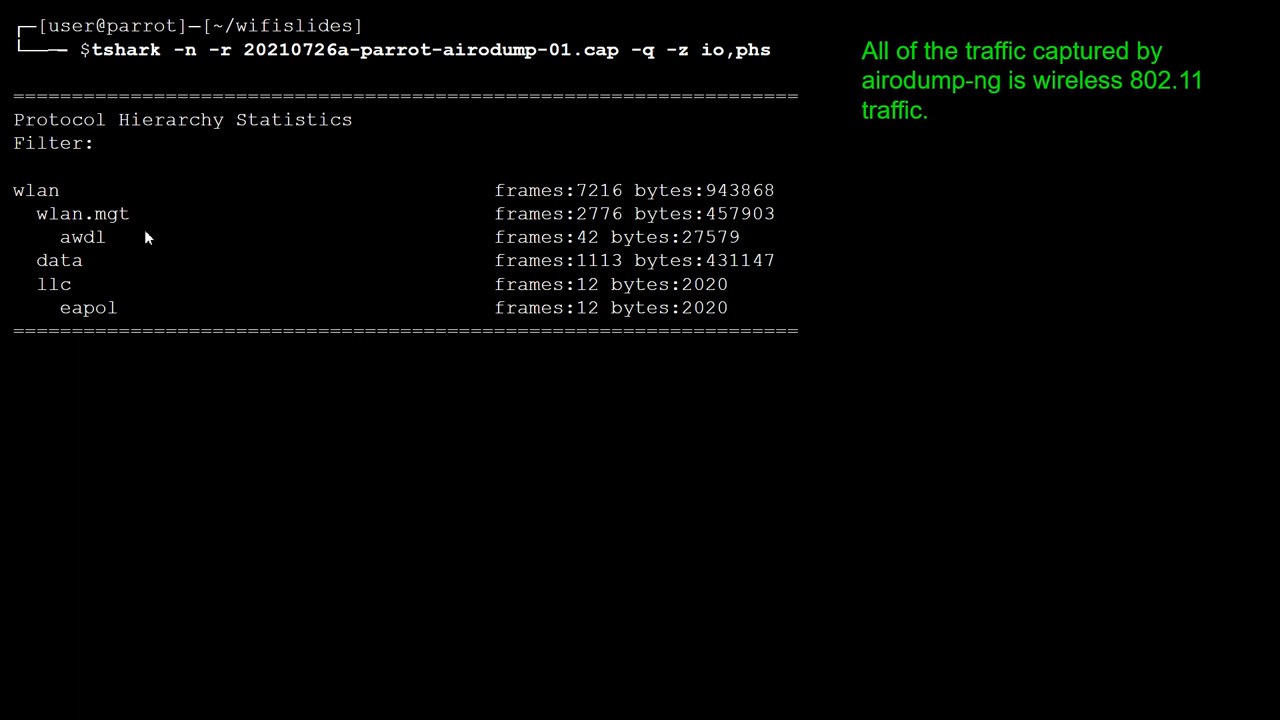 ┌─[user@parrot]─[~/wifislides]
└──╼ $tshark -n -r 20210726a-parrot-airodump-01.cap -q -z io,phs
All of the traffic captured by
airodump-ng is wireless 802.11
traffic.
===================================================================
Protocol Hierarchy Statistics
Filter:
wlan frames:7216 bytes:943868
wlan.mgt frames:2776 bytes:457903
awdl frames:42 bytes:27579
data frames:1113 bytes:431147
llc frames:12 bytes:2020
eapol frames:12 bytes:2020
===================================================================